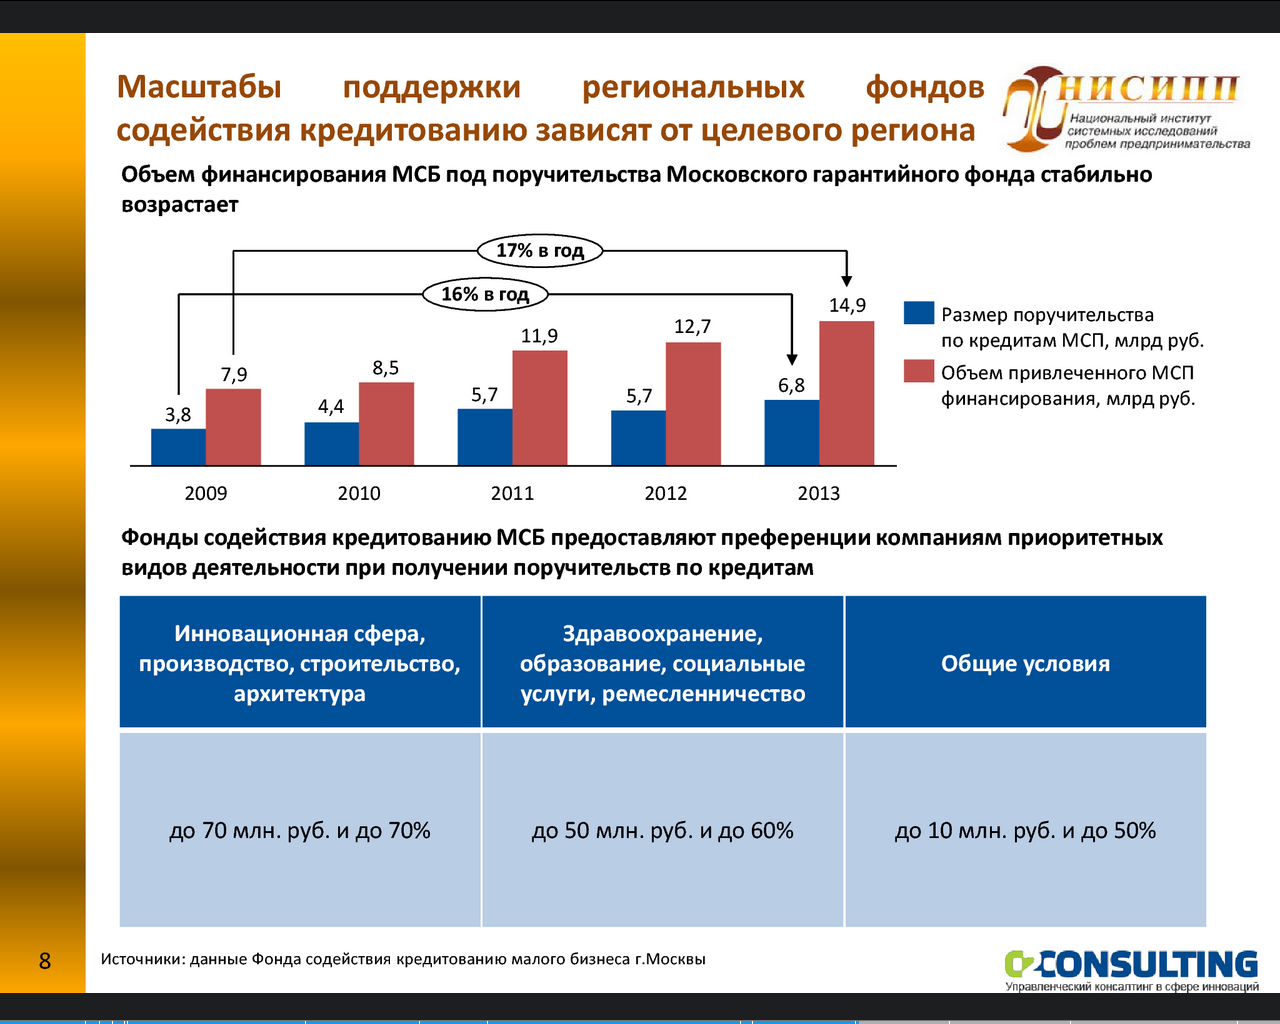 Масштабы поддержки региональных фондов
содействия кредитованию зависят от целевого региона
НИСИПП
Национальный институт
системных исследований
проблем предпринимательства
Объем финансирования МСБ под поручительства Московского гарантийного фонда стабильно
возрастает
17% в год
16% в год
14,9
12,7
11,9
8,5
7,9
6,8
5,7
5,7
4,4
3,8
Размер поручительства
по кредитам МСП, млрд руб.
Объем привлеченного МСП
финансирования, млрд руб.
2009 2010 2011 2012 2013
Фонды содействия кредитованию МСБ предоставляют преференции компаниям приоритетных
видов деятельности при получении поручительств по кредитам
Инновационная сфера,
производство, строительство,
архитектура
Здравоохранение,
образование, социальные
услуги, ремесленничество
Общие условия
до 70 млн. руб. и до 70%
до 50 млн. руб. и до 60%
до 10 млн. руб. и до 50%
8
Источники: данные Фонда содействия кредитованию малого бизнеса г.Москвы
CONSULTING
Управленческий консалтинг в сфере инноваций